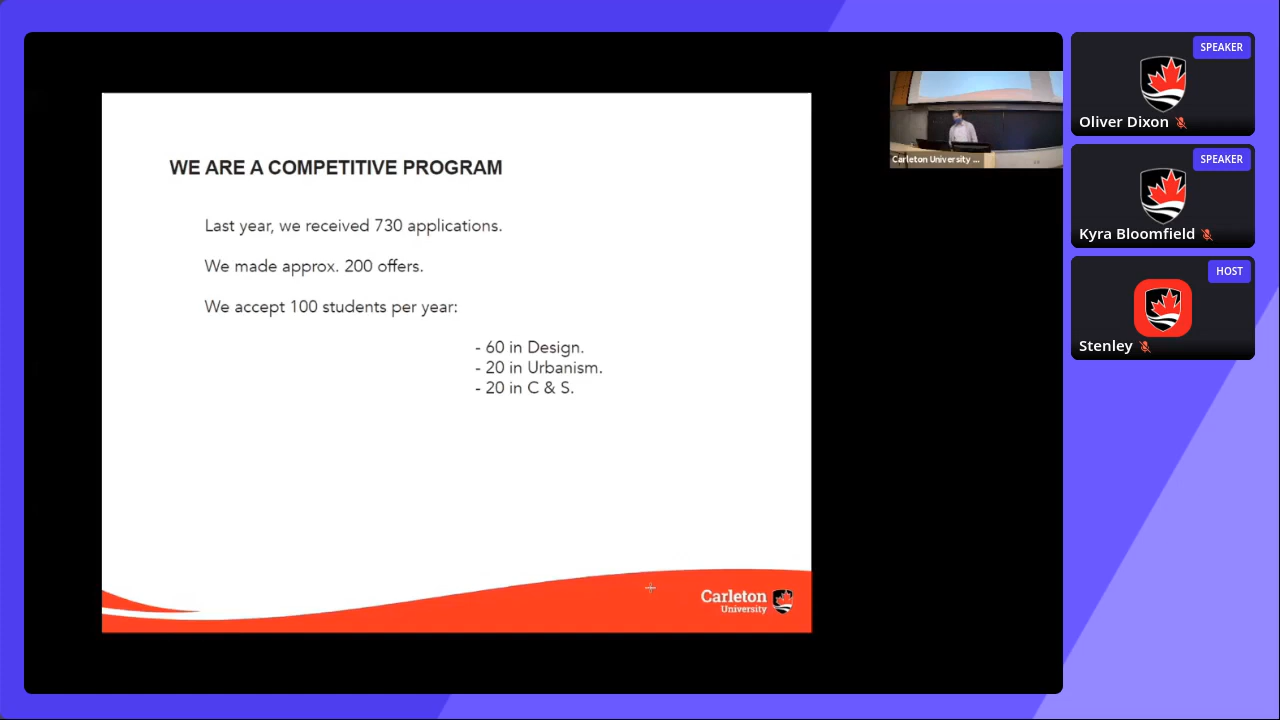 WE ARE A COMPETITIVE PROGRAM
Last year, we received 730 applications.
We made approx. 200 offers.
We accept 100 students per year:
- 60 in Design.
- 20 in Urbanism.
- 20 in C & S.
Carleton
University
Carleton University ...
SPEAKER
Oliver Dixon
SPEAKER
Kyra Bloomfield
HOST
Stenley